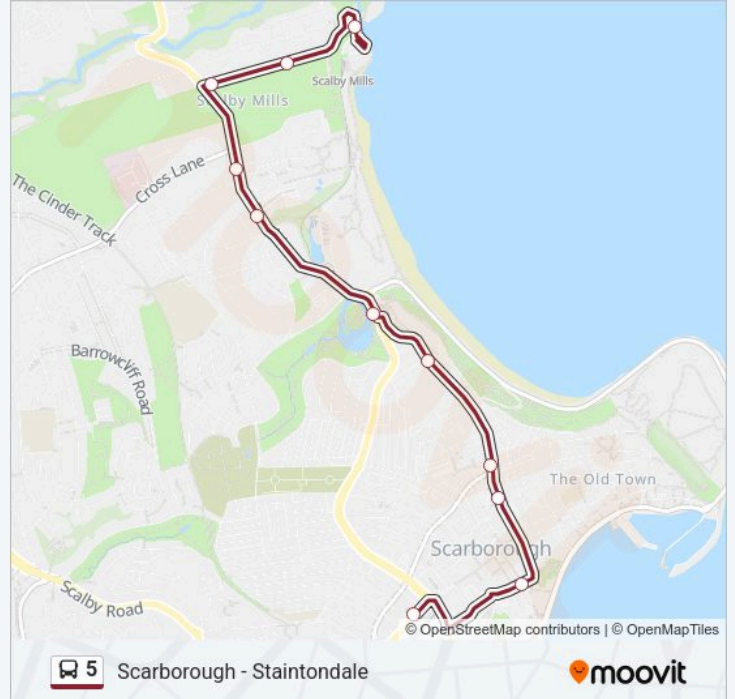 Scalby Mills
Scalby Mills
Cross Lane
The Cinder Track
Barrowcliff Road
The Old Town
Scarborough
Scalby Road
© OpenStreetMap contributors | © OpenMapTiles
5 Scarborough - Staintondale
moovit